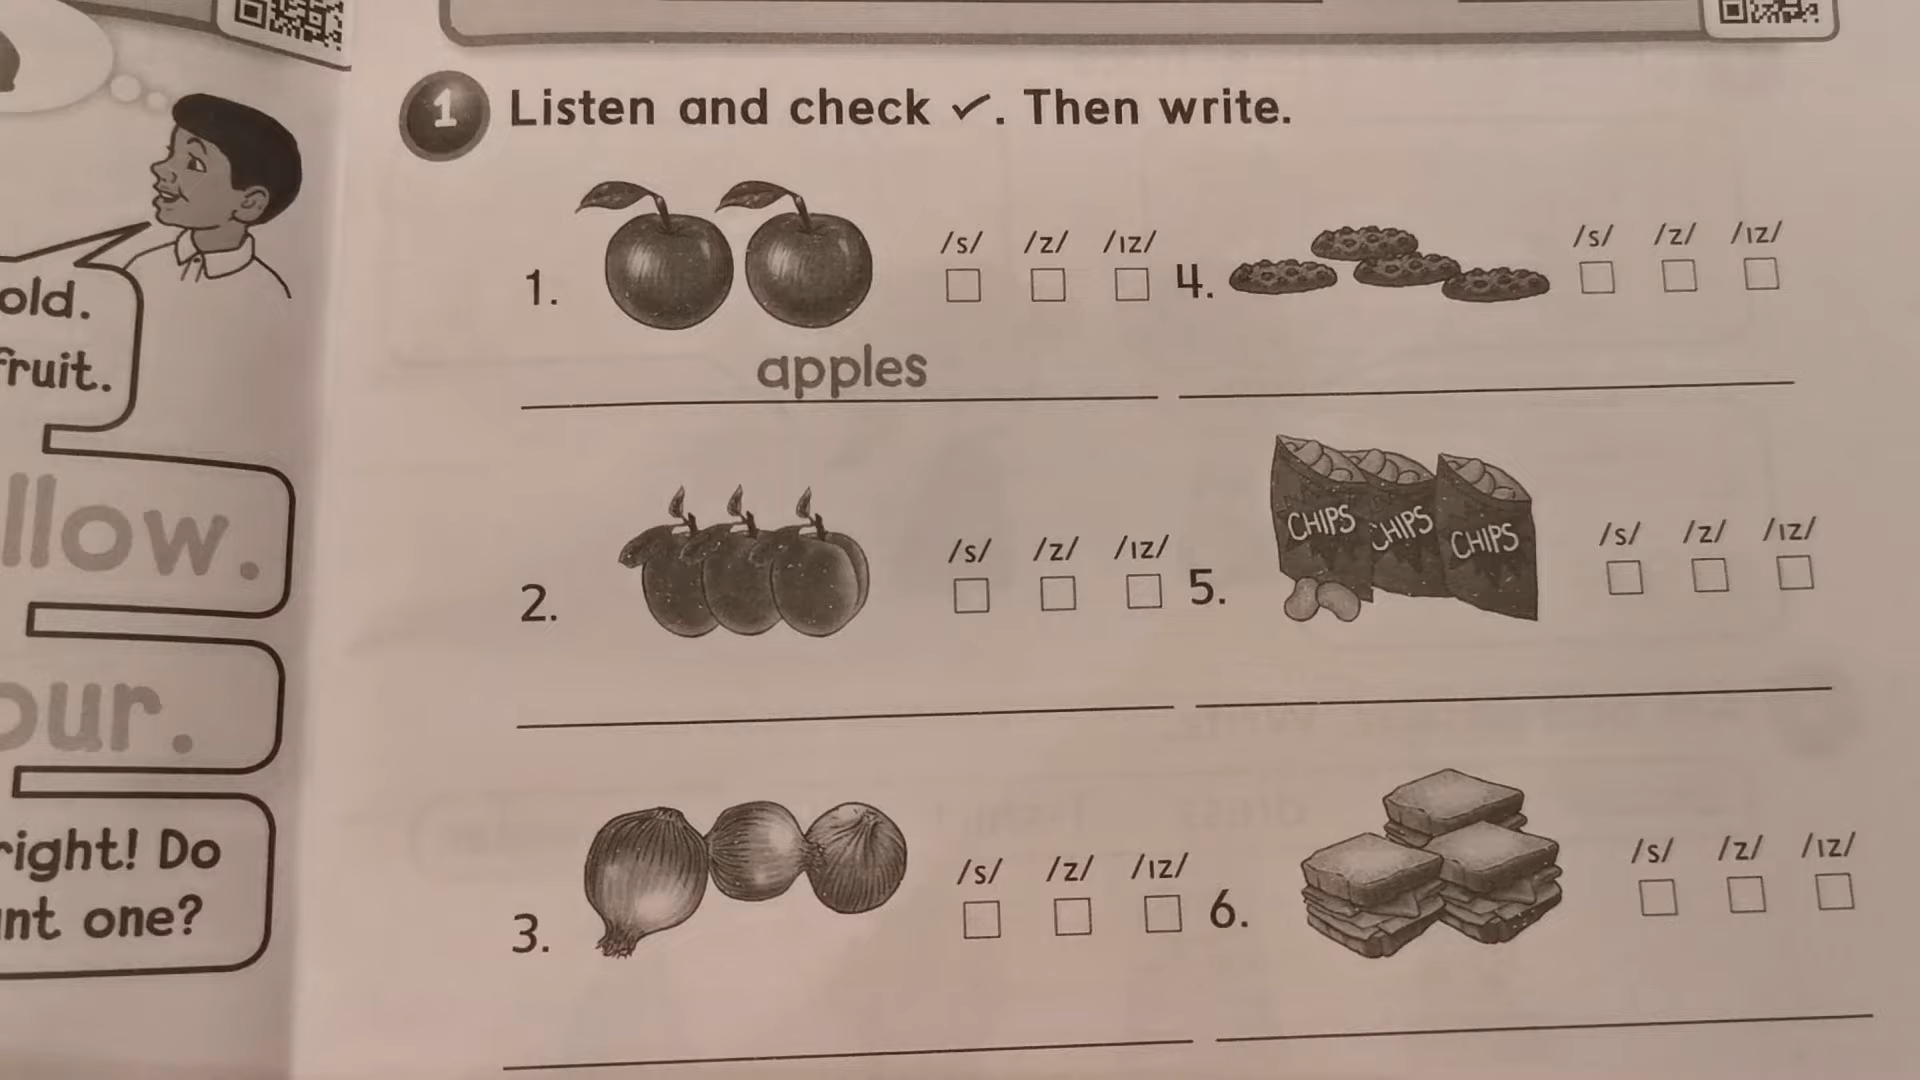 old.
fruit.
llow.
our.
right! Do
nt one?
1 Listen and check ✓. Then write.
1. /s/ /z/ /ɪz/
apples
2. /s/ /z/ /ɪz/
3. /s/ /z/ /ɪz/
4. /s/ /z/ /ɪz/
5. CHIPS CHIPS CHIPS /s/ /z/ /ɪz/
6. /s/ /z/ /ɪz/